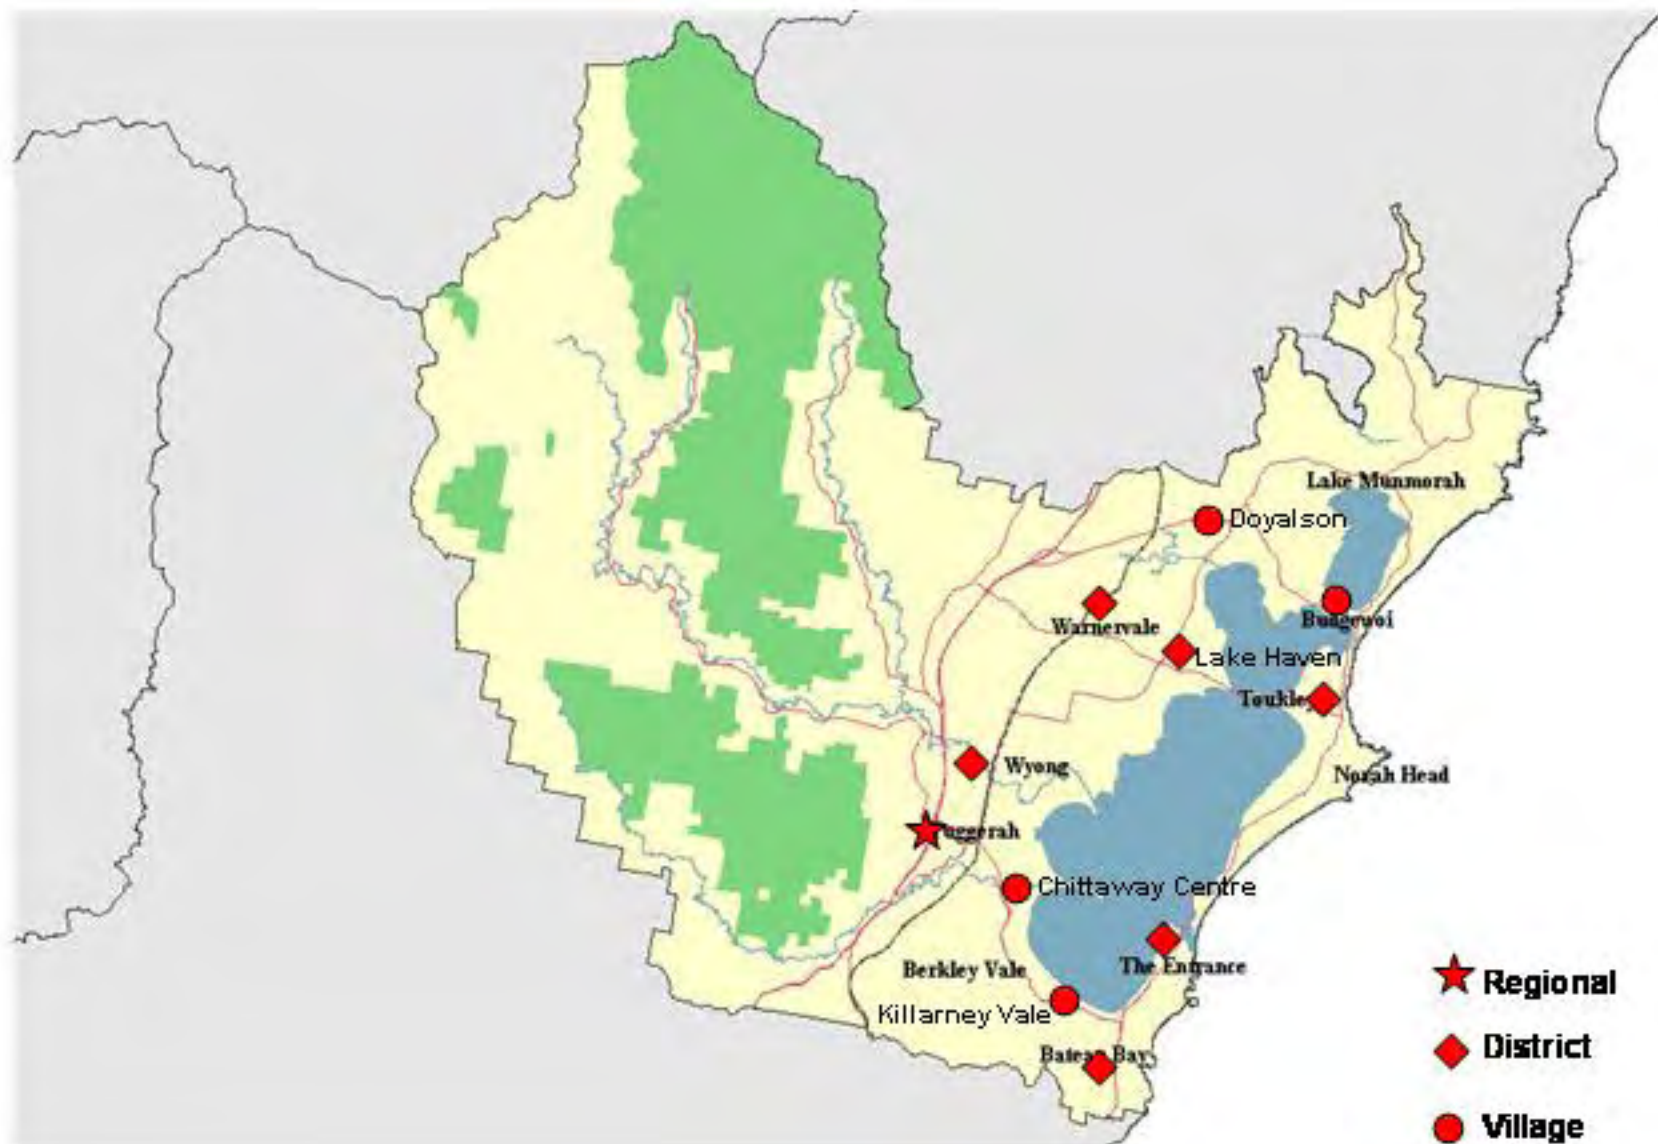 Lake Munmorah
Doyalson
Budgewoi
Warnervale
Lake Haven
Toukley
Wyong
Norah Head
uggerah
Chittaway Centre
The Entrance
Berkley Vale
Killarney Vale
Bateau Bay
Regional
District
Village